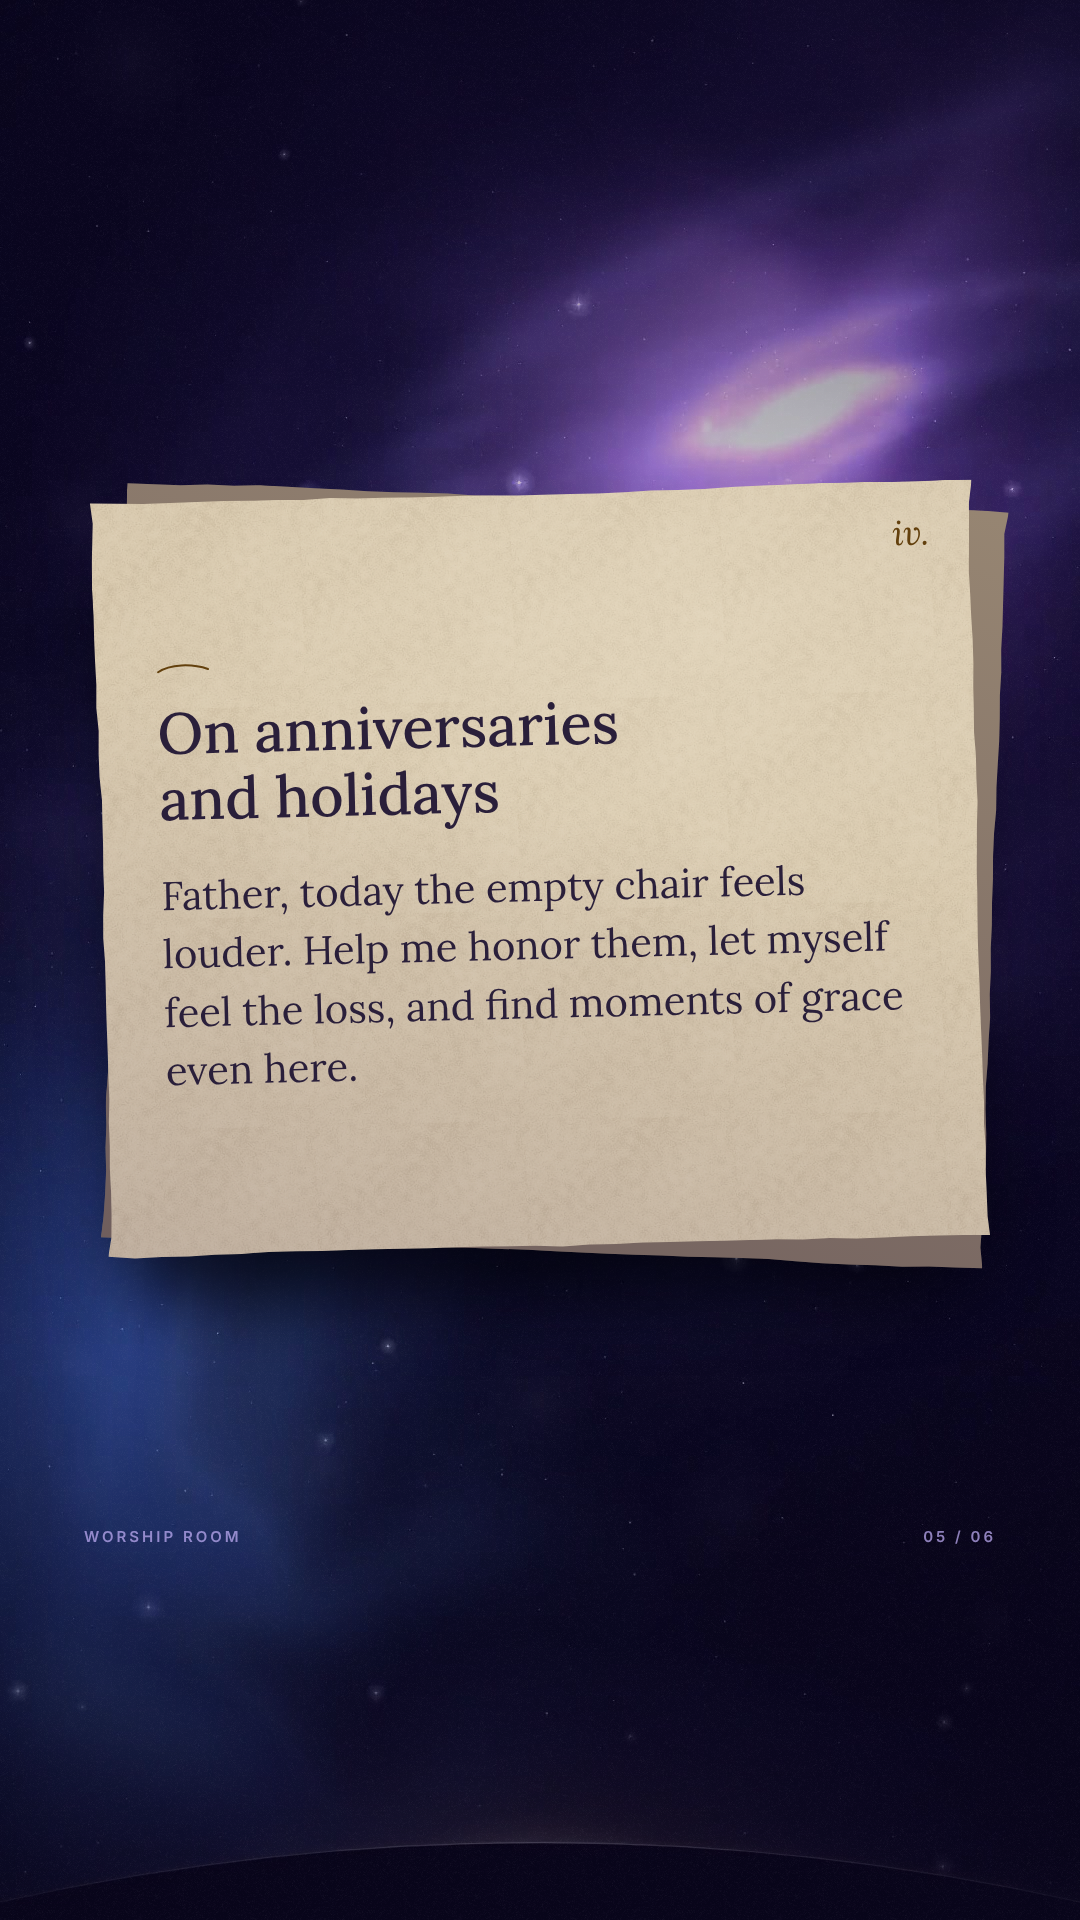 iv.
On anniversaries
and holidays
Father, today the empty chair feels
louder. Help me honor them, let myself
feel the loss, and find moments of grace
even here.
WORSHIP ROOM
05 / 06